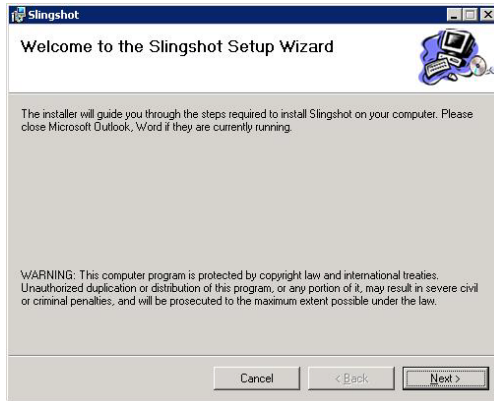 Slingshot
Welcome to the Slingshot Setup Wizard
The installer will guide you through the steps required to install Slingshot on your computer. Please
close Microsoft Outlook, Word if they are currently running.
WARNING: This computer program is protected by copyright law and international treaties.
Unauthorized duplication or distribution of this program, or any portion of it, may result in severe civil
or criminal penalties, and will be prosecuted to the maximum extent possible under the law.
Cancel
< Back
Next >